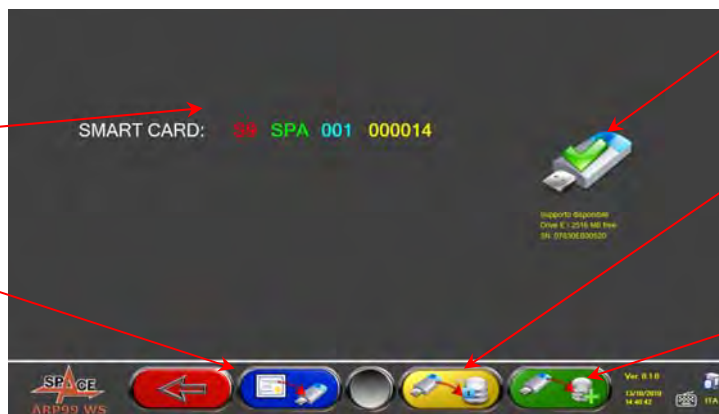 SMART CARD: S9 SPA 001 000014
Supporto disponibile
Drive E:\ 2516 MB free
SN: 07030EB00520
SPACE
ARP99 WS
Ver. 0.1.0
13/10/2010
14:40:42
ITA